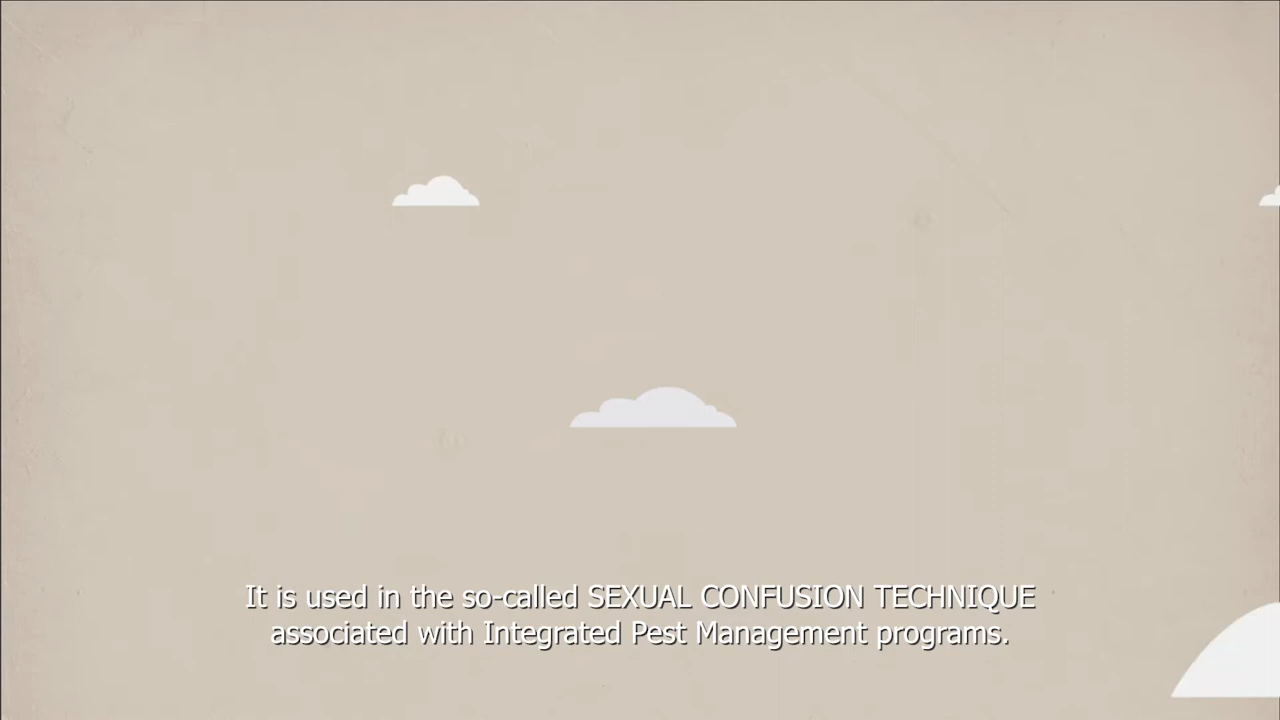 It is used in the so-called SEXUAL CONFUSION TECHNIQUE
associated with Integrated Pest Management programs.